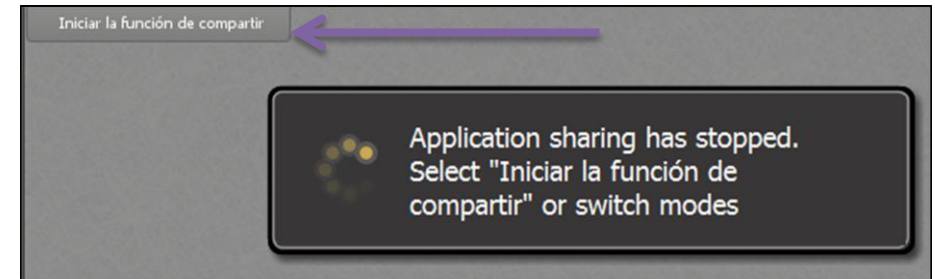 Iniciar la función de compartir
Application sharing has stopped.
Select "Iniciar la función de
compartir" or switch modes